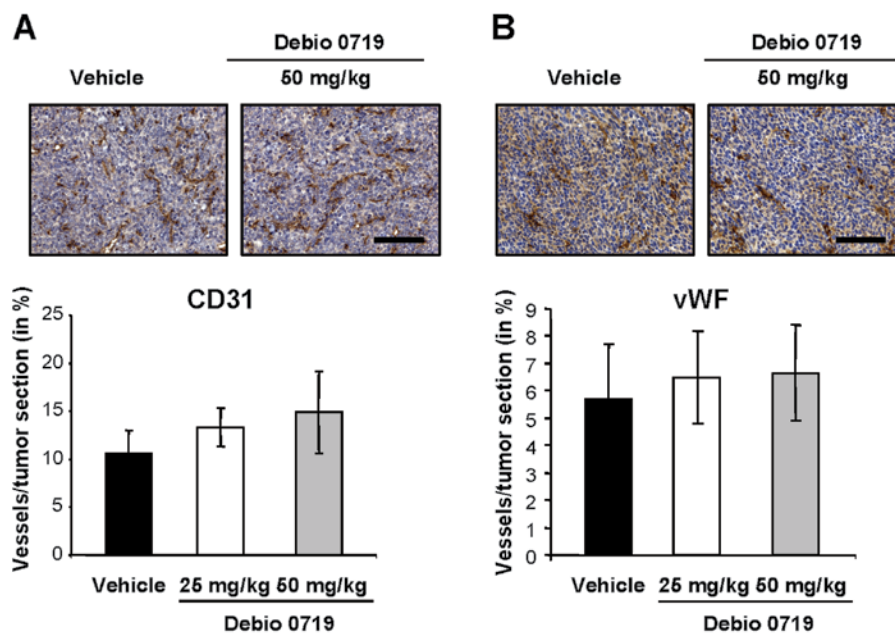 A
Debio 0719
Vehicle
50 mg/kg
CD31
Vessels/tumor section (in %)
25
20
15
10
5
0
Vehicle
25 mg/kg 50 mg/kg
Debio 0719
B
Debio 0719
Vehicle
50 mg/kg
vWF
Vessels/tumor section (in %)
9
8
7
6
5
4
3
2
1
0
Vehicle
25 mg/kg 50 mg/kg
Debio 0719